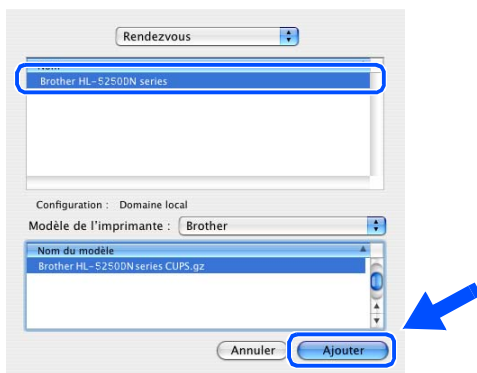 Rendezvous
Nom
Brother HL-5250DN series
Configuration : Domaine local
Modèle de l'imprimante : Brother
Nom du modèle
Brother HL-5250DN series CUPS.gz
Annuler
Ajouter